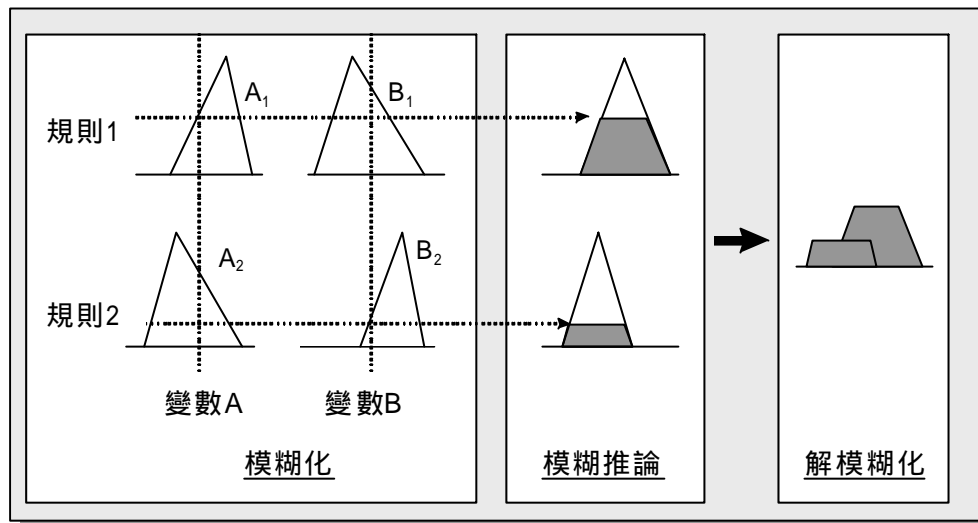 A₁
B₁
規則1
A₂
B₂
規則2
變數A
變數B
模糊化
模糊推論
解模糊化